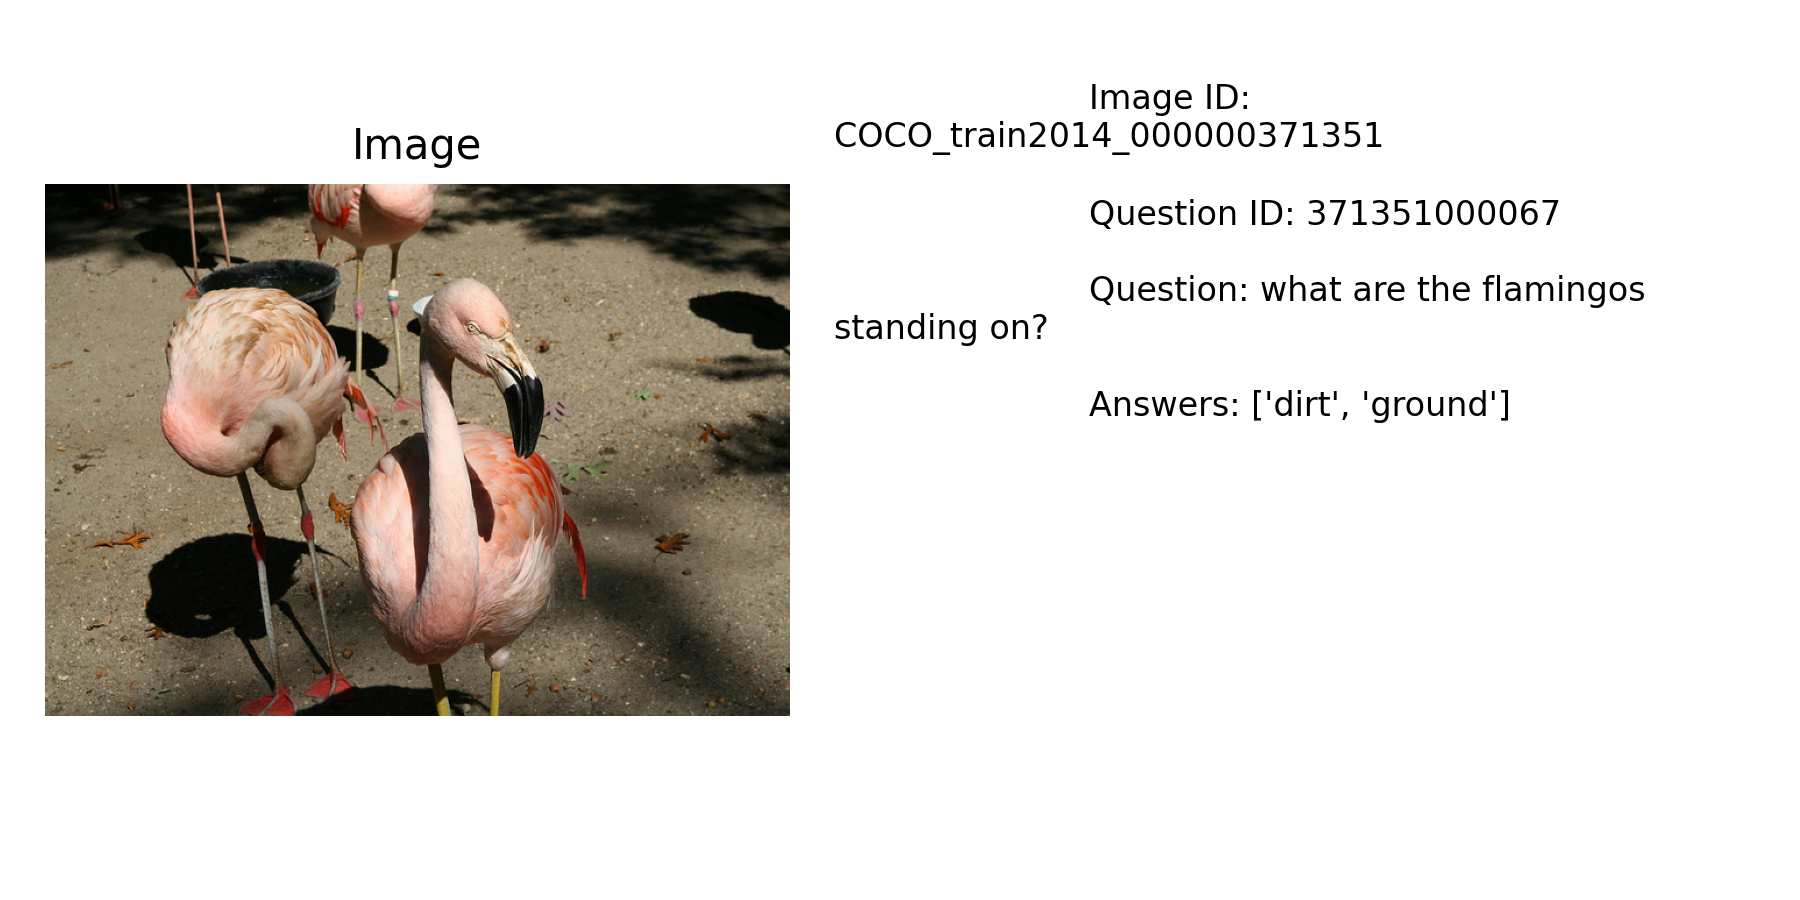 Image
Image ID:
COCO_train2014_000000371351
Question ID: 371351000067
Question: what are the flamingos
standing on?
Answers: ['dirt', 'ground']